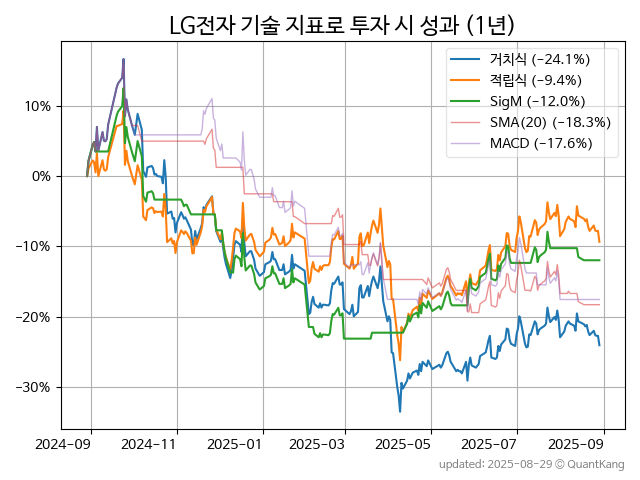 LG전자 기술 지표로 투자 시 성과 (1년)
거치식 (−24.1%)
적립식 (−9.4%)
SigM (−12.0%)
SMA(20) (−18.3%)
MACD (−17.6%)
10%
0%
−10%
−20%
−30%
2024-09
2024-11
2025-01
2025-03
2025-05
2025-07
2025-09
updated: 2025-08-29 © QuantKang